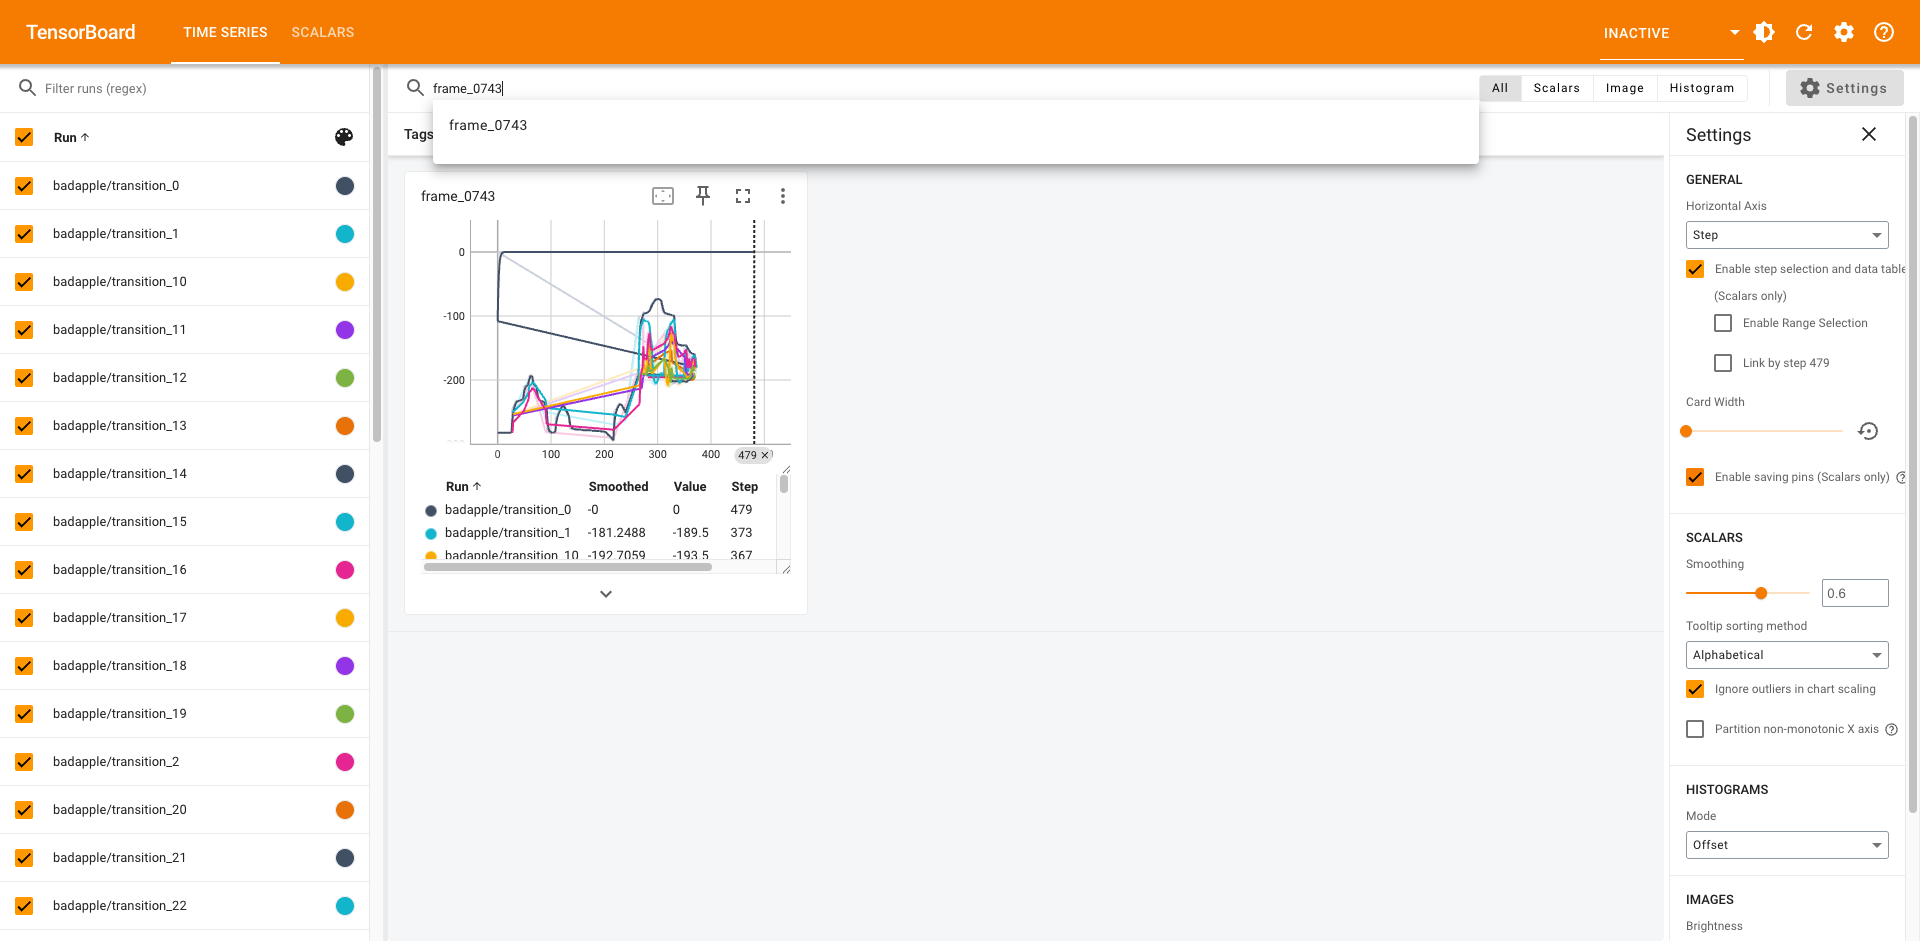 TensorBoard
TIME SERIES
SCALARS
INACTIVE
Filter runs (regex)
Run
badapple/transition_0
badapple/transition_1
badapple/transition_10
badapple/transition_11
badapple/transition_12
badapple/transition_13
badapple/transition_14
badapple/transition_15
badapple/transition_16
badapple/transition_17
badapple/transition_18
badapple/transition_19
badapple/transition_2
badapple/transition_20
badapple/transition_21
badapple/transition_22
frame_0743
frame_0743
All
Scalars
Image
Histogram
Settings
Tags
frame_0743
0
-100
-200
0
100
200
300
400
479
Run
Smoothed
Value
Step
badapple/transition_0 -0 0 479
badapple/transition_1 -181.2488 -189.5 373
badapple/transition_10 -192.7059 -193.5 367
Settings
GENERAL
Horizontal Axis
Step
Enable step selection and data table
(Scalars only)
Enable Range Selection
Link by step 479
Card Width
Enable saving pins (Scalars only)
SCALARS
Smoothing
0.6
Tooltip sorting method
Alphabetical
Ignore outliers in chart scaling
Partition non-monotonic X axis
HISTOGRAMS
Mode
Offset
IMAGES
Brightness